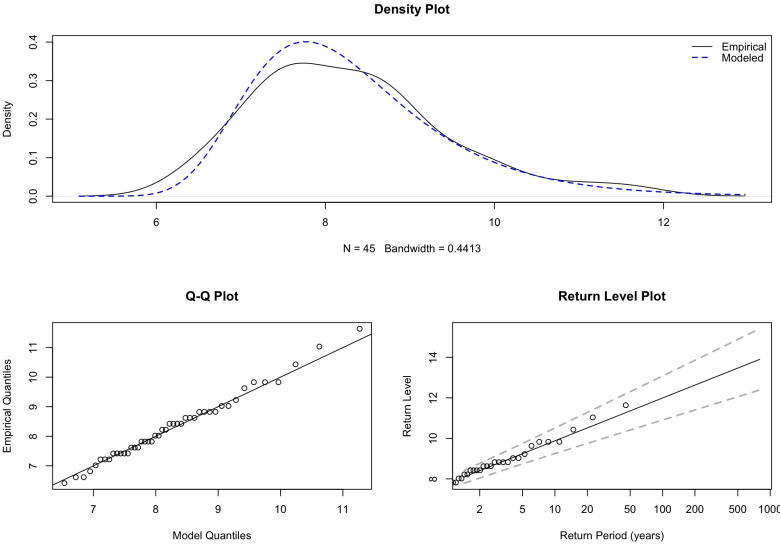 Density Plot
0.4
0.3
0.2
0.1
0.0
Density
Empirical
Modeled
6
8
10
12
N = 45 Bandwidth = 0.4413
Q-Q Plot
11
10
9
8
7
Empirical Quantiles
7
8
9
10
11
Model Quantiles
Return Level Plot
14
12
10
8
Return Level
2
5
10
20
50
100
200
500
1000
Return Period (years)